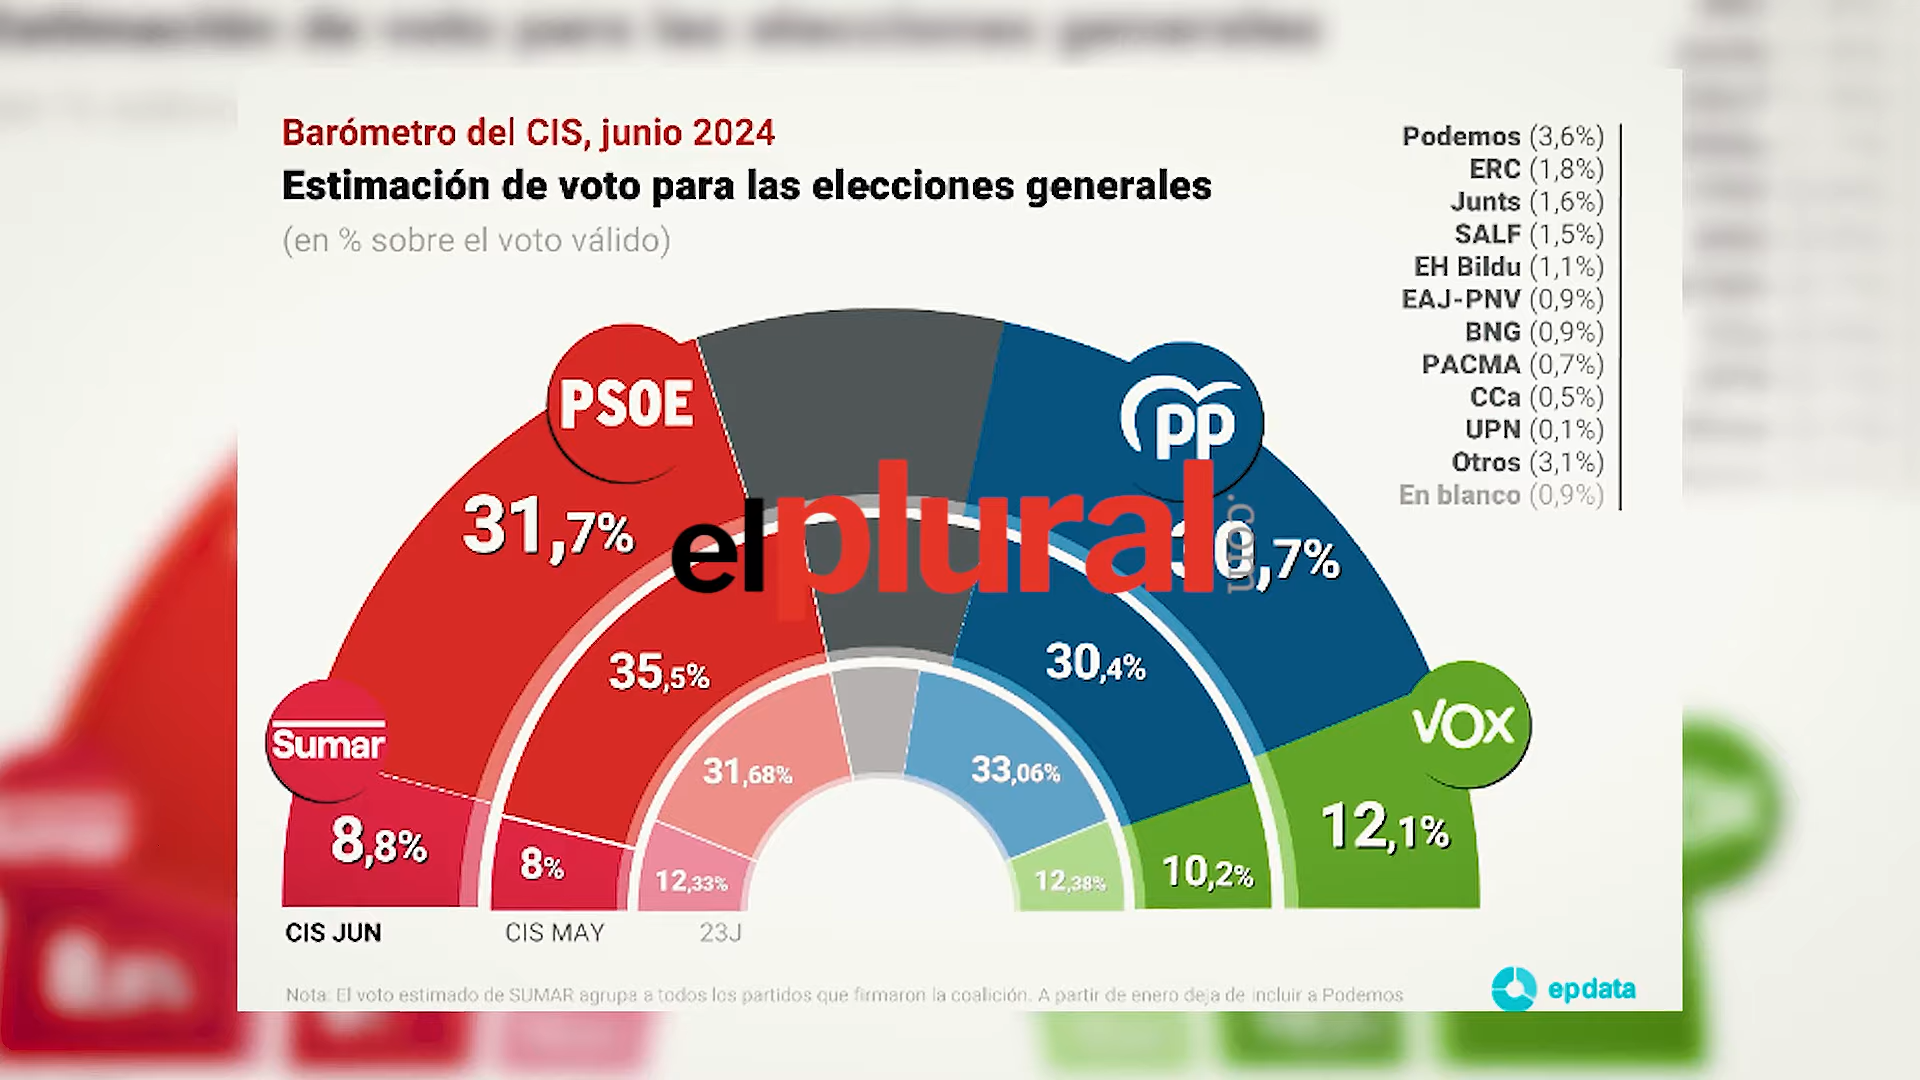 Barómetro del CIS, junio 2024
Estimación de voto para las elecciones generales
(en % sobre el voto válido)
Podemos (3,6%)
ERC (1,8%)
Junts (1,6%)
SALF (1,5%)
EH Bildu (1,1%)
EAJ-PNV (0,9%)
BNG (0,9%)
PACMA (0,7%)
CCa (0,5%)
UPN (0,1%)
Otros (3,1%)
En blanco (0,9%)
PSOE
pp
31,7%
elplural.com
30,7%
35,5%
30,4%
Sumar
VOX
31,68%
33,06%
8,8%
8%
12,33%
12,38%
10,2%
12,1%
CIS JUN
CIS MAY
23J
Nota: El voto estimado de SUMAR agrupa a todos los partidos que firmaron la coalición. A partir de enero deja de incluir a Podemos
epdata